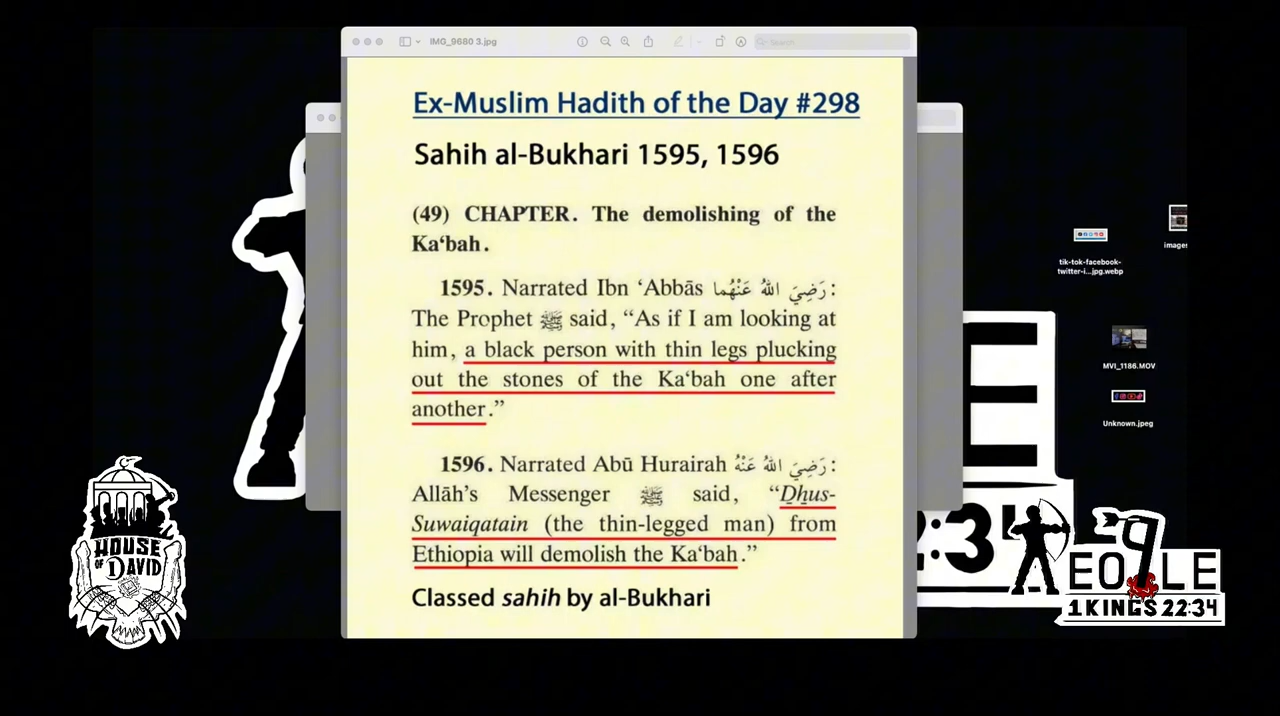 IMG_9680 3.jpg
Search
Ex-Muslim Hadith of the Day #298
Sahih al-Bukhari 1595, 1596
(49) CHAPTER. The demolishing of the
Ka‘bah.
1595. Narrated Ibn ‘Abbās رَضِيَ اللهُ عَنْهُما:
The Prophet ﷺ said, “As if I am looking at
him, a black person with thin legs plucking
out the stones of the Ka‘bah one after
another.”
1596. Narrated Abū Hurairah رَضِيَ اللهُ عَنْهُ:
Allāh’s Messenger ﷺ said, “Dhus-
Suwaiqatain (the thin-legged man) from
Ethiopia will demolish the Ka‘bah.”
Classed sahih by al-Bukhari
images
tik-tok-facebook-
twitter-i...jpg.webp
MVI_1186.MOV
Unknown.jpeg
E
2:34
HOUSE
OF DAVID
EOPLE
1 KINGS 22:34